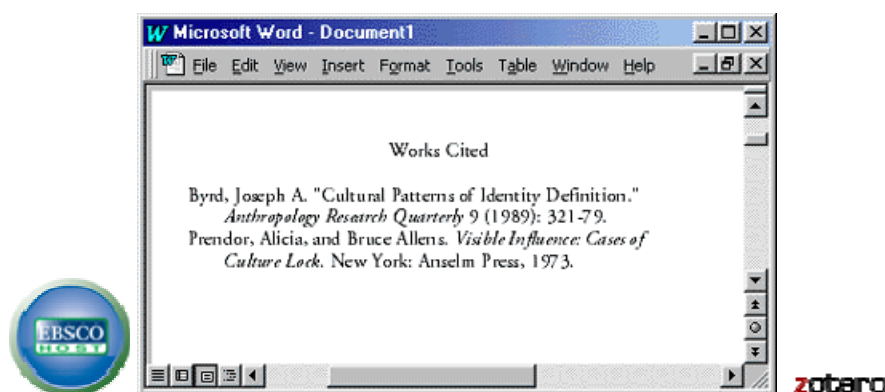 Microsoft Word - Document1
File Edit View Insert Format Tools Table Window Help
Works Cited
Byrd, Joseph A. "Cultural Patterns of Identity Definition."
Anthropology Research Quarterly 9 (1989): 321-79.
Prendor, Alicia, and Bruce Allens. Visible Influence: Cases of
Culture Lock. New York: Anselm Press, 1973.
EBSCO
HOST
zotero